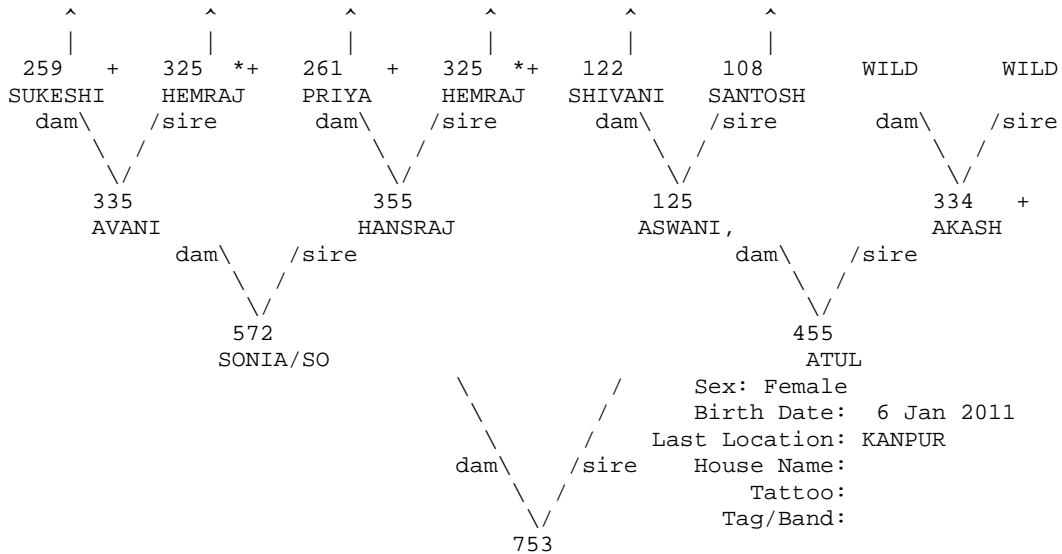 ^ ^ ^ ^ ^ ^
| | | | | |
259 + 325 *+ 261 + 325 *+ 122 108 WILD WILD
SUKESHI HEMRAJ PRIYA HEMRAJ SHIVANI SANTOSH
dam\ /sire dam\ /sire dam\ /sire dam\ /sire
\ / \ / \ / \ /
\/ \/ \/ \/
335 355 125 334 +
AVANI HANSRAJ ASWANI, AKASH
dam\ /sire dam\ /sire
\ / \ /
\/ \/
572 455
SONIA/SO ATUL
\ / Sex: Female
\ / Birth Date: 6 Jan 2011
\ / Last Location: KANPUR
dam\ /sire House Name:
\ / Tattoo:
\/ Tag/Band:
753